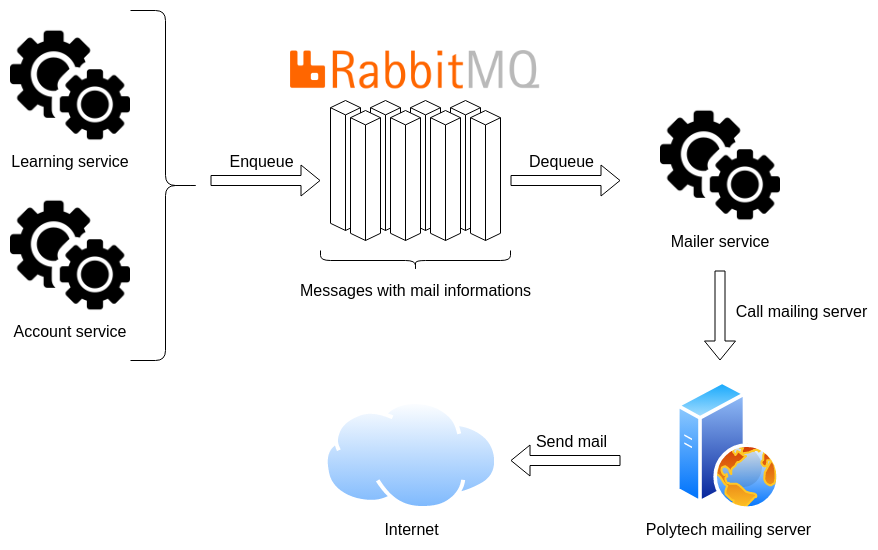 RabbitMQ
Learning service
Enqueue
Dequeue
Mailer service
Account service
Messages with mail informations
Call mailing server
Send mail
Internet
Polytech mailing server